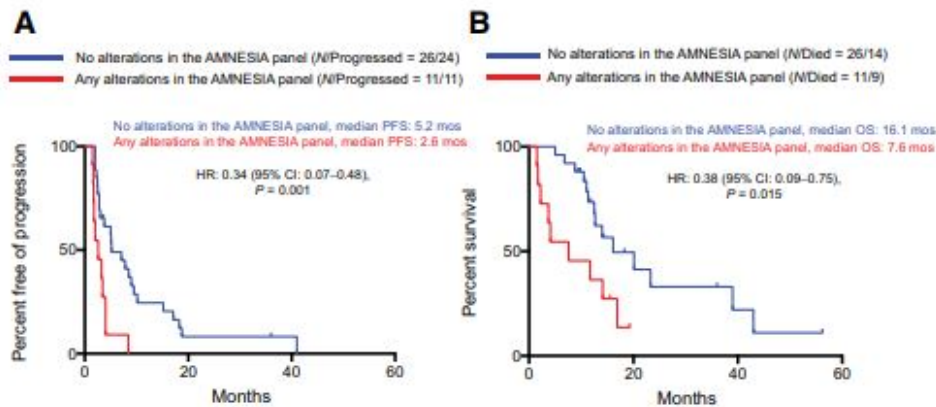 A
No alterations in the AMNESIA panel (N/Progressed = 26/24)
Any alterations in the AMNESIA panel (N/Progressed = 11/11)
No alterations in the AMNESIA panel, median PFS: 5.2 mos
Any alterations in the AMNESIA panel, median PFS: 2.6 mos
HR: 0.34 (95% CI: 0.07–0.48),
P = 0.001
Percent free of progression
100
50
0
0 20 40 60
Months
B
No alterations in the AMNESIA panel (N/Died = 26/14)
Any alterations in the AMNESIA panel (N/Died = 11/9)
No alterations in the AMNESIA panel, median OS: 16.1 mos
Any alterations in the AMNESIA panel, median OS: 7.6 mos
HR: 0.38 (95% CI: 0.09–0.75),
P = 0.015
Percent survival
100
50
0
0 20 40 60
Months